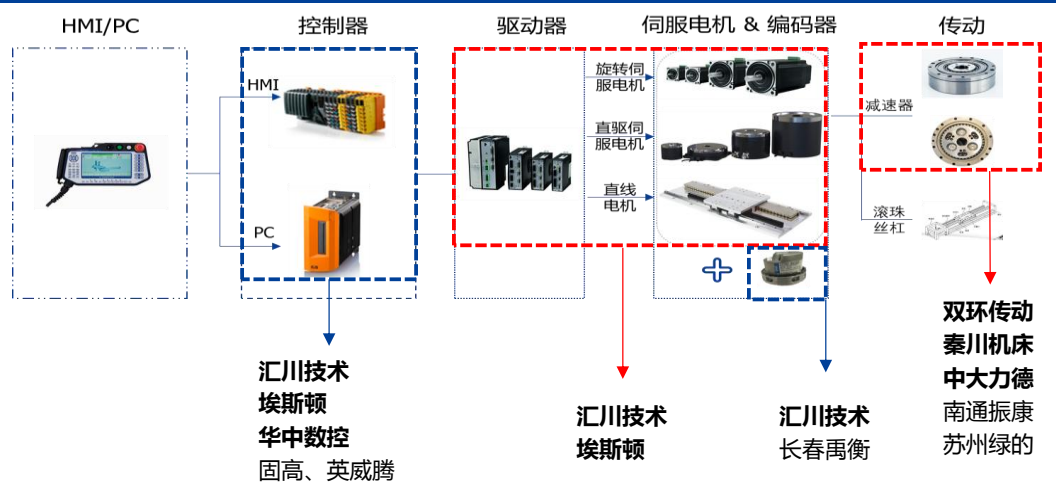 HMI/PC
控制器
驱动器
伺服电机 & 编码器
传动
HMI
PC
旋转伺
服电机
直驱伺
服电机
直线
电机
减速器
滚珠
丝杠
汇川技术
埃斯顿
华中数控
固高、英威腾
汇川技术
埃斯顿
汇川技术
长春禹衡
双环传动
秦川机床
中大力德
南通振康
苏州绿的